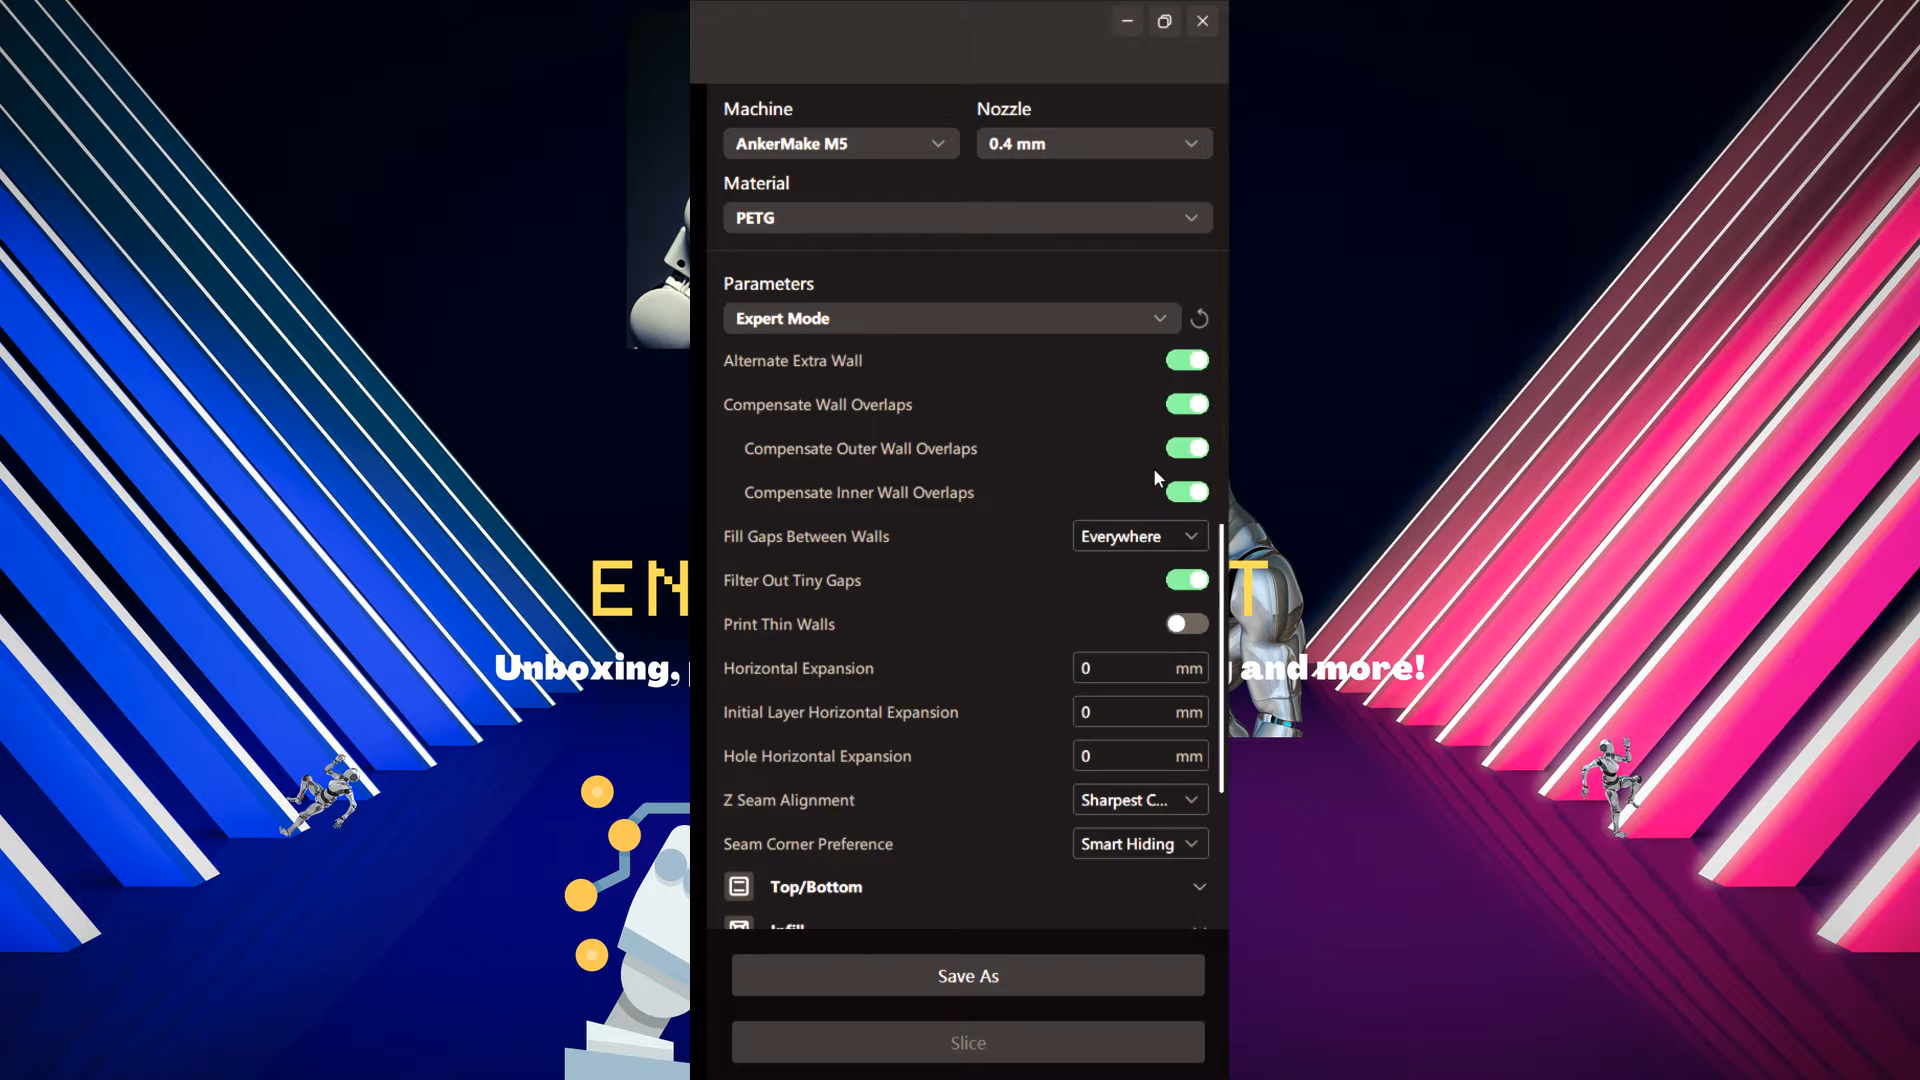 Machine
Nozzle
AnkerMake M5
0.4 mm
Material
PETG
Parameters
Expert Mode
Alternate Extra Wall
Compensate Wall Overlaps
Compensate Outer Wall Overlaps
Compensate Inner Wall Overlaps
Fill Gaps Between Walls
Everywhere
Filter Out Tiny Gaps
Print Thin Walls
Horizontal Expansion
0 mm
Initial Layer Horizontal Expansion
0 mm
Hole Horizontal Expansion
0 mm
Z Seam Alignment
Sharpest C...
Seam Corner Preference
Smart Hiding
Top/Bottom
Infill
Save As
Slice
EN
T
Unboxing,
and more!